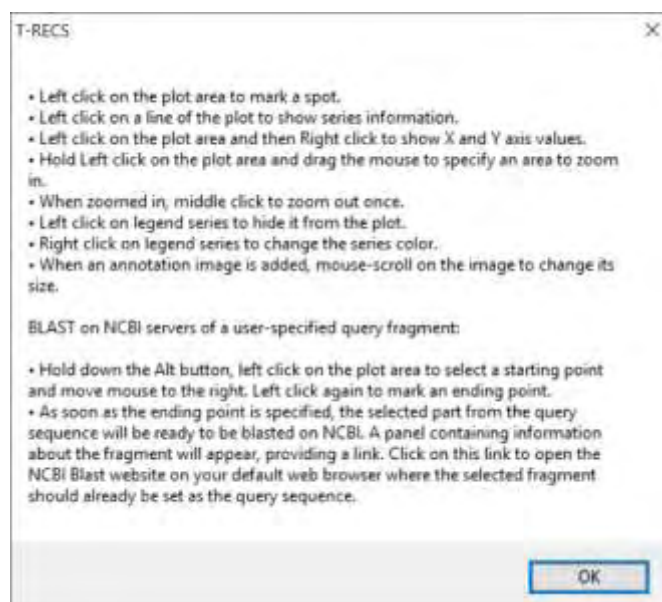 T-RECS
• Left click on the plot area to mark a spot.
• Left click on a line of the plot to show series information.
• Left click on the plot area and then Right click to show X and Y axis values.
• Hold Left click on the plot area and drag the mouse to specify an area to zoom
in.
• When zoomed in, middle click to zoom out once.
• Left click on legend series to hide it from the plot.
• Right click on legend series to change the series color.
• When an annotation image is added, mouse-scroll on the image to change its
size.
BLAST on NCBI servers of a user-specified query fragment:
• Hold down the Alt button, left click on the plot area to select a starting point
and move mouse to the right. Left click again to mark an ending point.
• As soon as the ending point is specified, the selected part from the query
sequence will be ready to be blasted on NCBI. A panel containing information
about the fragment will appear, providing a link. Click on this link to open the
NCBI Blast website on your default web browser where the selected fragment
should already be set as the query sequence.
OK